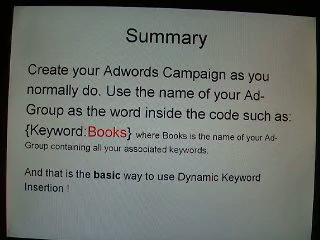 Summary
Create your Adwords Campaign as you
normally do. Use the name of your Ad-
Group as the word inside the code such as:
{Keyword:Books} where Books is the name of your Ad-
Group containing all your associated keywords.
And that is the basic way to use Dynamic Keyword
Insertion !